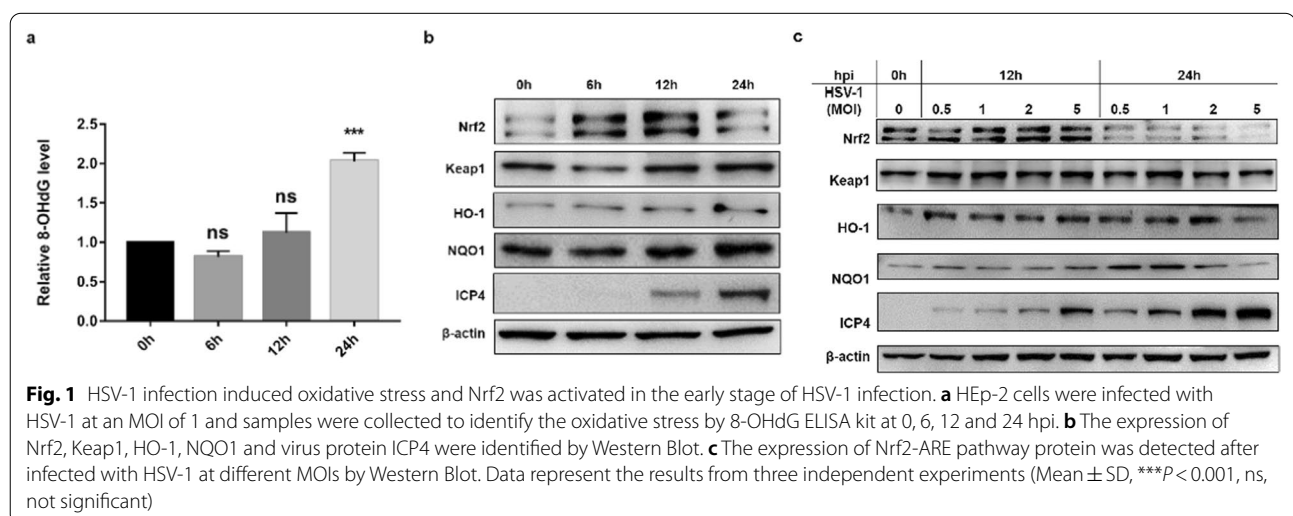 a
Relative 8-OHdG level
2.5
2.0
1.5
1.0
0.5
0.0
ns
ns
***
0h
6h
12h
24h
b
0h 6h 12h 24h
Nrf2
Keap1
HO-1
NQO1
ICP4
β-actin
c
hpi 0h 12h 24h
HSV-1
(MOI) 0 0.5 1 2 5 0.5 1 2 5
Nrf2
Keap1
HO-1
NQO1
ICP4
β-actin
Fig. 1 HSV-1 infection induced oxidative stress and Nrf2 was activated in the early stage of HSV-1 infection. a HEp-2 cells were infected with
HSV-1 at an MOI of 1 and samples were collected to identify the oxidative stress by 8-OHdG ELISA kit at 0, 6, 12 and 24 hpi. b The expression of
Nrf2, Keap1, HO-1, NQO1 and virus protein ICP4 were identified by Western Blot. c The expression of Nrf2-ARE pathway protein was detected after
infected with HSV-1 at different MOIs by Western Blot. Data represent the results from three independent experiments (Mean ± SD, ***P < 0.001, ns,
not significant)